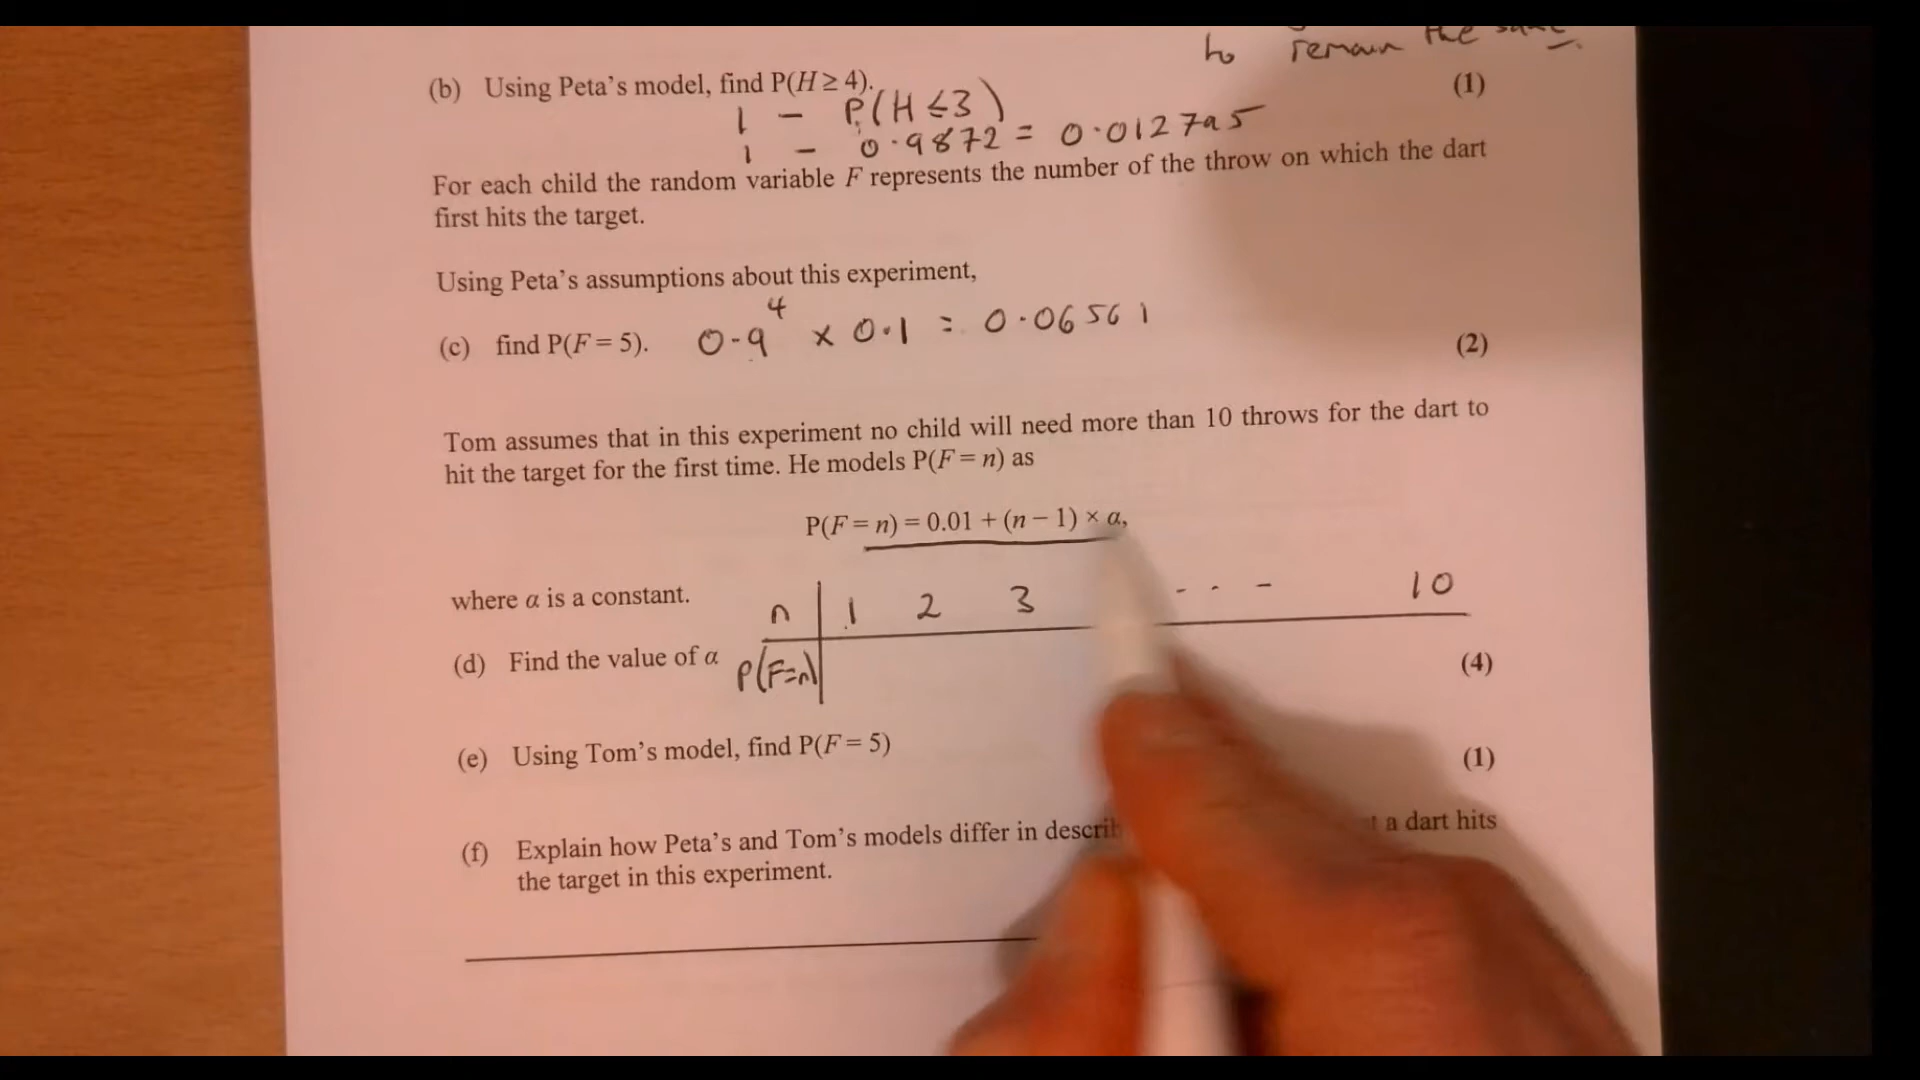 to remain the same.
(b) Using Peta's model, find P(H ≥ 4). (1)
1 - P(H ≤ 3)
1 - 0.9872 = 0.012795
For each child the random variable F represents the number of the throw on which the dart
first hits the target.
Using Peta's assumptions about this experiment,
(c) find P(F = 5). 0.9^4 × 0.1 = 0.06561
(2)
Tom assumes that in this experiment no child will need more than 10 throws for the dart to
hit the target for the first time. He models P(F = n) as
P(F = n) = 0.01 + (n − 1) × α,
where α is a constant.
n 1 2 3 - - - 10
(d) Find the value of α (4)
P(F=n)
(e) Using Tom's model, find P(F = 5) (1)
(f) Explain how Peta's and Tom's models differ in a dart hits
the target in this experiment.